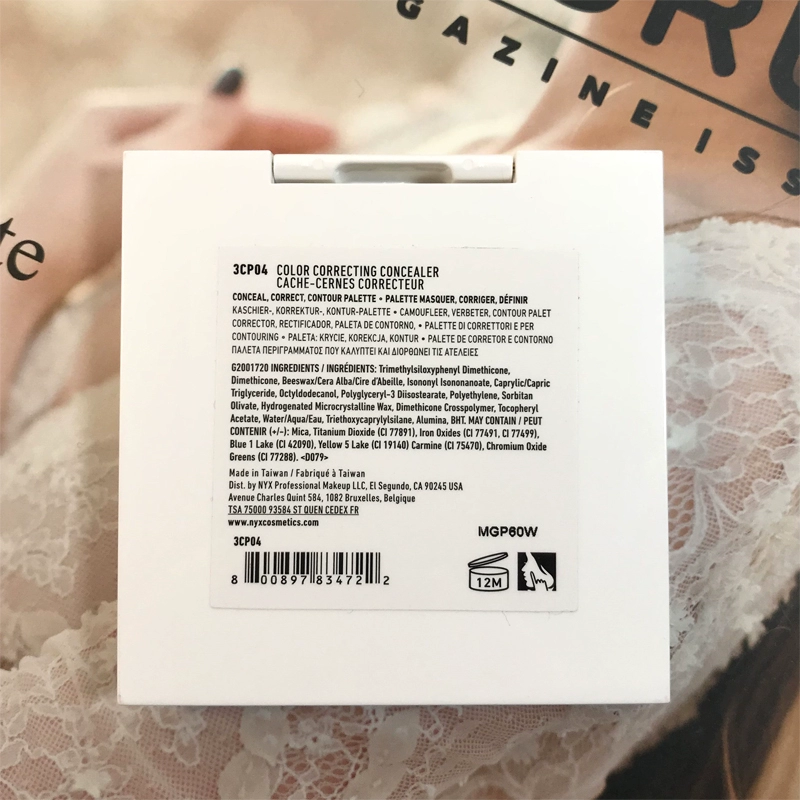 AGAZINE ISS
te
3CP04 COLOR CORRECTING CONCEALER
CACHE-CERNES CORRECTEUR
CONCEAL, CORRECT, CONTOUR PALETTE • PALETTE MASQUER, CORRIGER, DÉFINIR
KASCHIER-, KORREKTUR-, KONTUR-PALETTE • CAMOUFLEER, VERBETER, CONTOUR PALET
CORRECTOR, RECTIFICADOR, PALETA DE CONTORNO, • PALETTE DI CORRETTORI E PER
CONTOURING • PALETA: KRYCIE, KOREKCJA, KONTUR • PALETE DE CORRETOR E CONTORNO
ΠΑΛΕΤΑ ΠΕΡΙΓΡΑΜΜΑΤΟΣ ΠΟΥ ΚΑΛΥΠΤΕΙ ΚΑΙ ΔΙΟΡΘΩΝΕΙ ΤΙΣ ΑΤΕΛΕΙΕΣ
G2001720 INGREDIENTS / INGRÉDIENTS: Trimethylsiloxyphenyl Dimethicone,
Dimethicone, Beeswax/Cera Alba/Cire d'Abeille, Isononyl Isononanoate, Caprylic/Capric
Triglyceride, Octyldodecanol, Polyglyceryl-3 Diisostearate, Polyethylene, Sorbitan
Olivate, Hydrogenated Microcrystalline Wax, Dimethicone Crosspolymer, Tocopheryl
Acetate, Water/Aqua/Eau, Triethoxycaprylylsilane, Alumina, BHT. MAY CONTAIN / PEUT
CONTENIR (+/-): Mica, Titanium Dioxide (CI 77891), Iron Oxides (CI 77491, CI 77499),
Blue 1 Lake (CI 42090), Yellow 5 Lake (CI 19140) Carmine (CI 75470), Chromium Oxide
Greens (CI 77288). <D079>
Made in Taiwan / Fabriqué à Taiwan
Dist. by NYX Professional Makeup LLC, El Segundo, CA 90245 USA
Avenue Charles Quint 584, 1082 Bruxelles, Belgique
TSA 75000 93584 ST QUEN CEDEX FR
www.nyxcosmetics.com
3CP04
MGP60W
8 00897 83472 2
12M